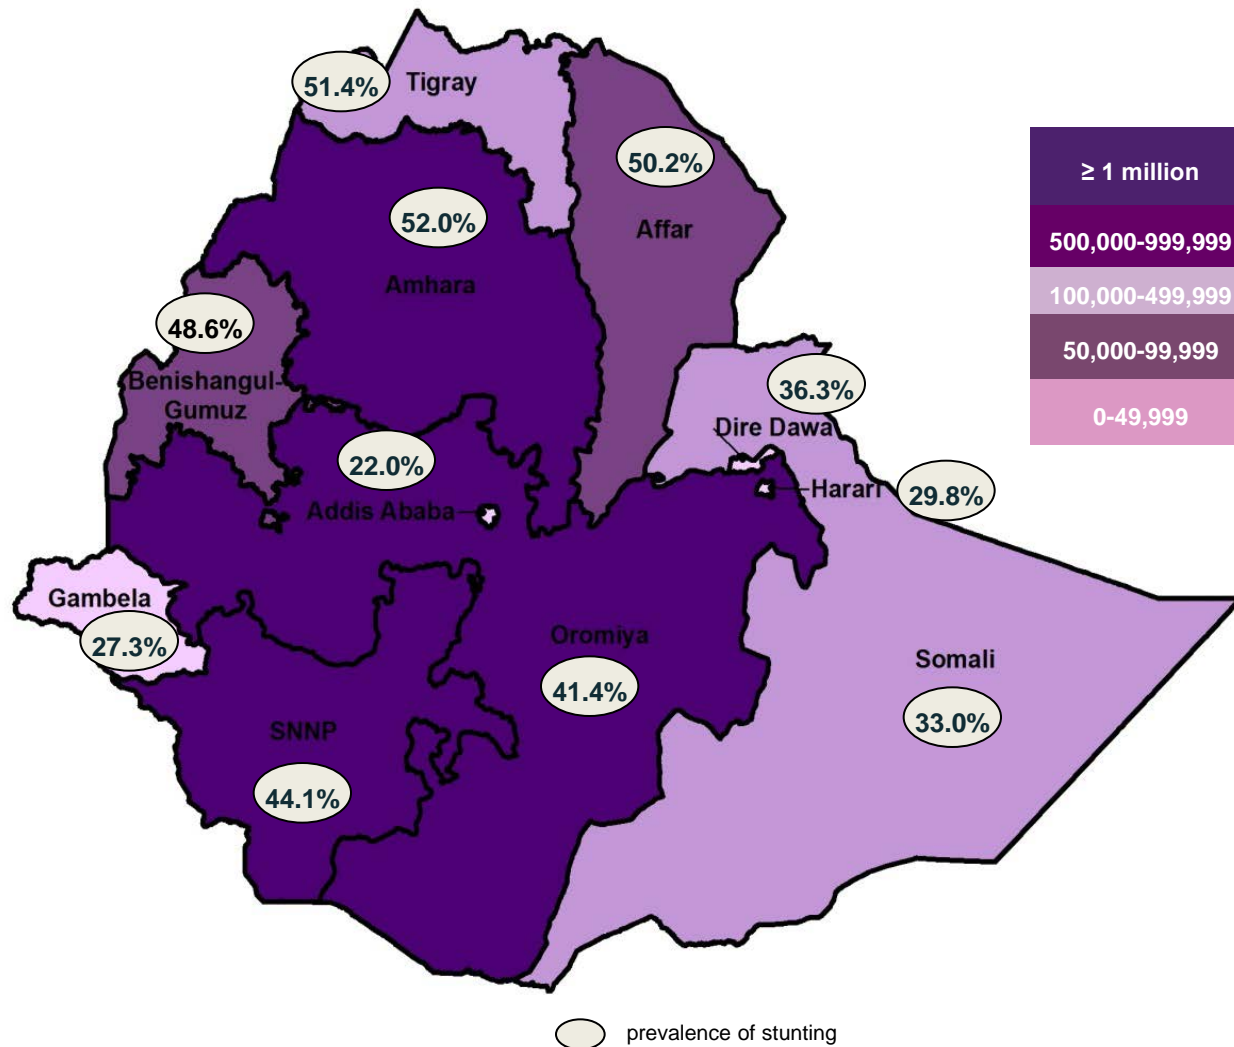 51.4%
Tigray
50.2%
Affar
52.0%
Amhara
48.6%
Benishangul-
Gumuz
36.3%
Dire Dawa
22.0%
Addis Ababa
Harari
29.8%
Gambela
27.3%
Oromiya
41.4%
Somali
33.0%
SNNP
44.1%
≥ 1 million
500,000-999,999
100,000-499,999
50,000-99,999
0-49,999
prevalence of stunting